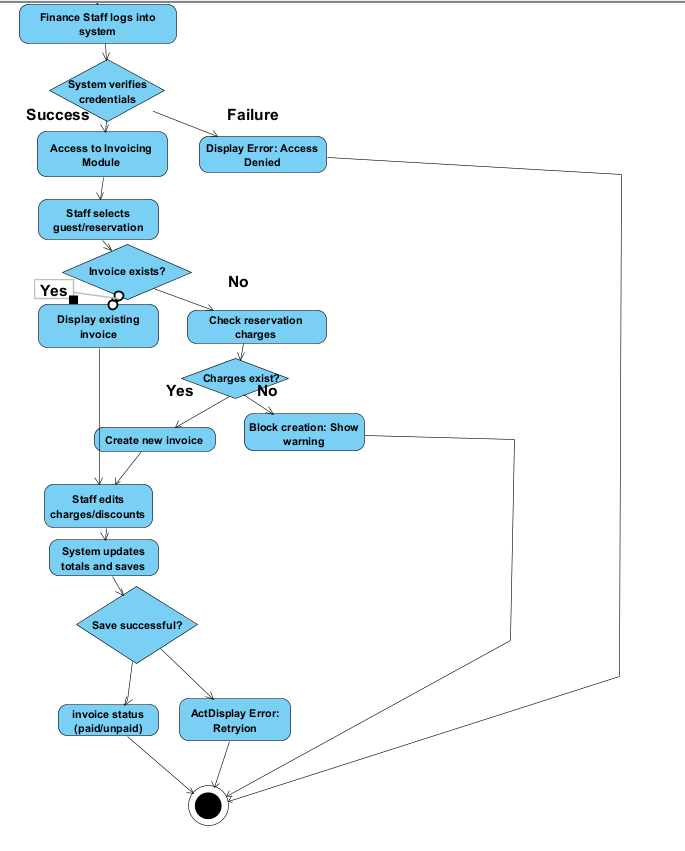 Finance Staff logs into
system
System verifies
credentials
Success
Failure
Access to Invoicing
Module
Display Error: Access
Denied
Staff selects
guest/reservation
Invoice exists?
Yes
No
Display existing
invoice
Check reservation
charges
Charges exist?
Yes
No
Create new invoice
Block creation: Show
warning
Staff edits
charges/discounts
System updates
totals and saves
Save successful?
invoice status
(paid/unpaid)
ActDisplay Error:
Retryion